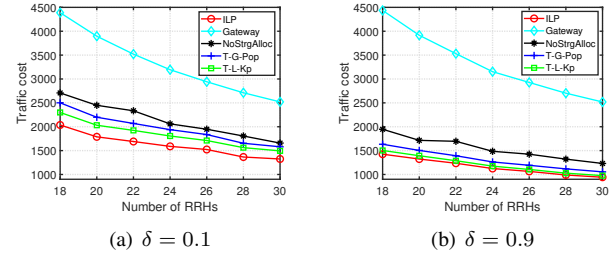 4500
4000
3500
3000
2500
2000
1500
1000
Traffic cost
ILP
Gateway
NoStrgAlloc
T-G-Pop
T-L-Kp
18 20 22 24 26 28 30
Number of RRHs
(a) δ = 0.1
4500
4000
3500
3000
2500
2000
1500
1000
Traffic cost
ILP
Gateway
NoStrgAlloc
T-G-Pop
T-L-Kp
18 20 22 24 26 28 30
Number of RRHs
(b) δ = 0.9